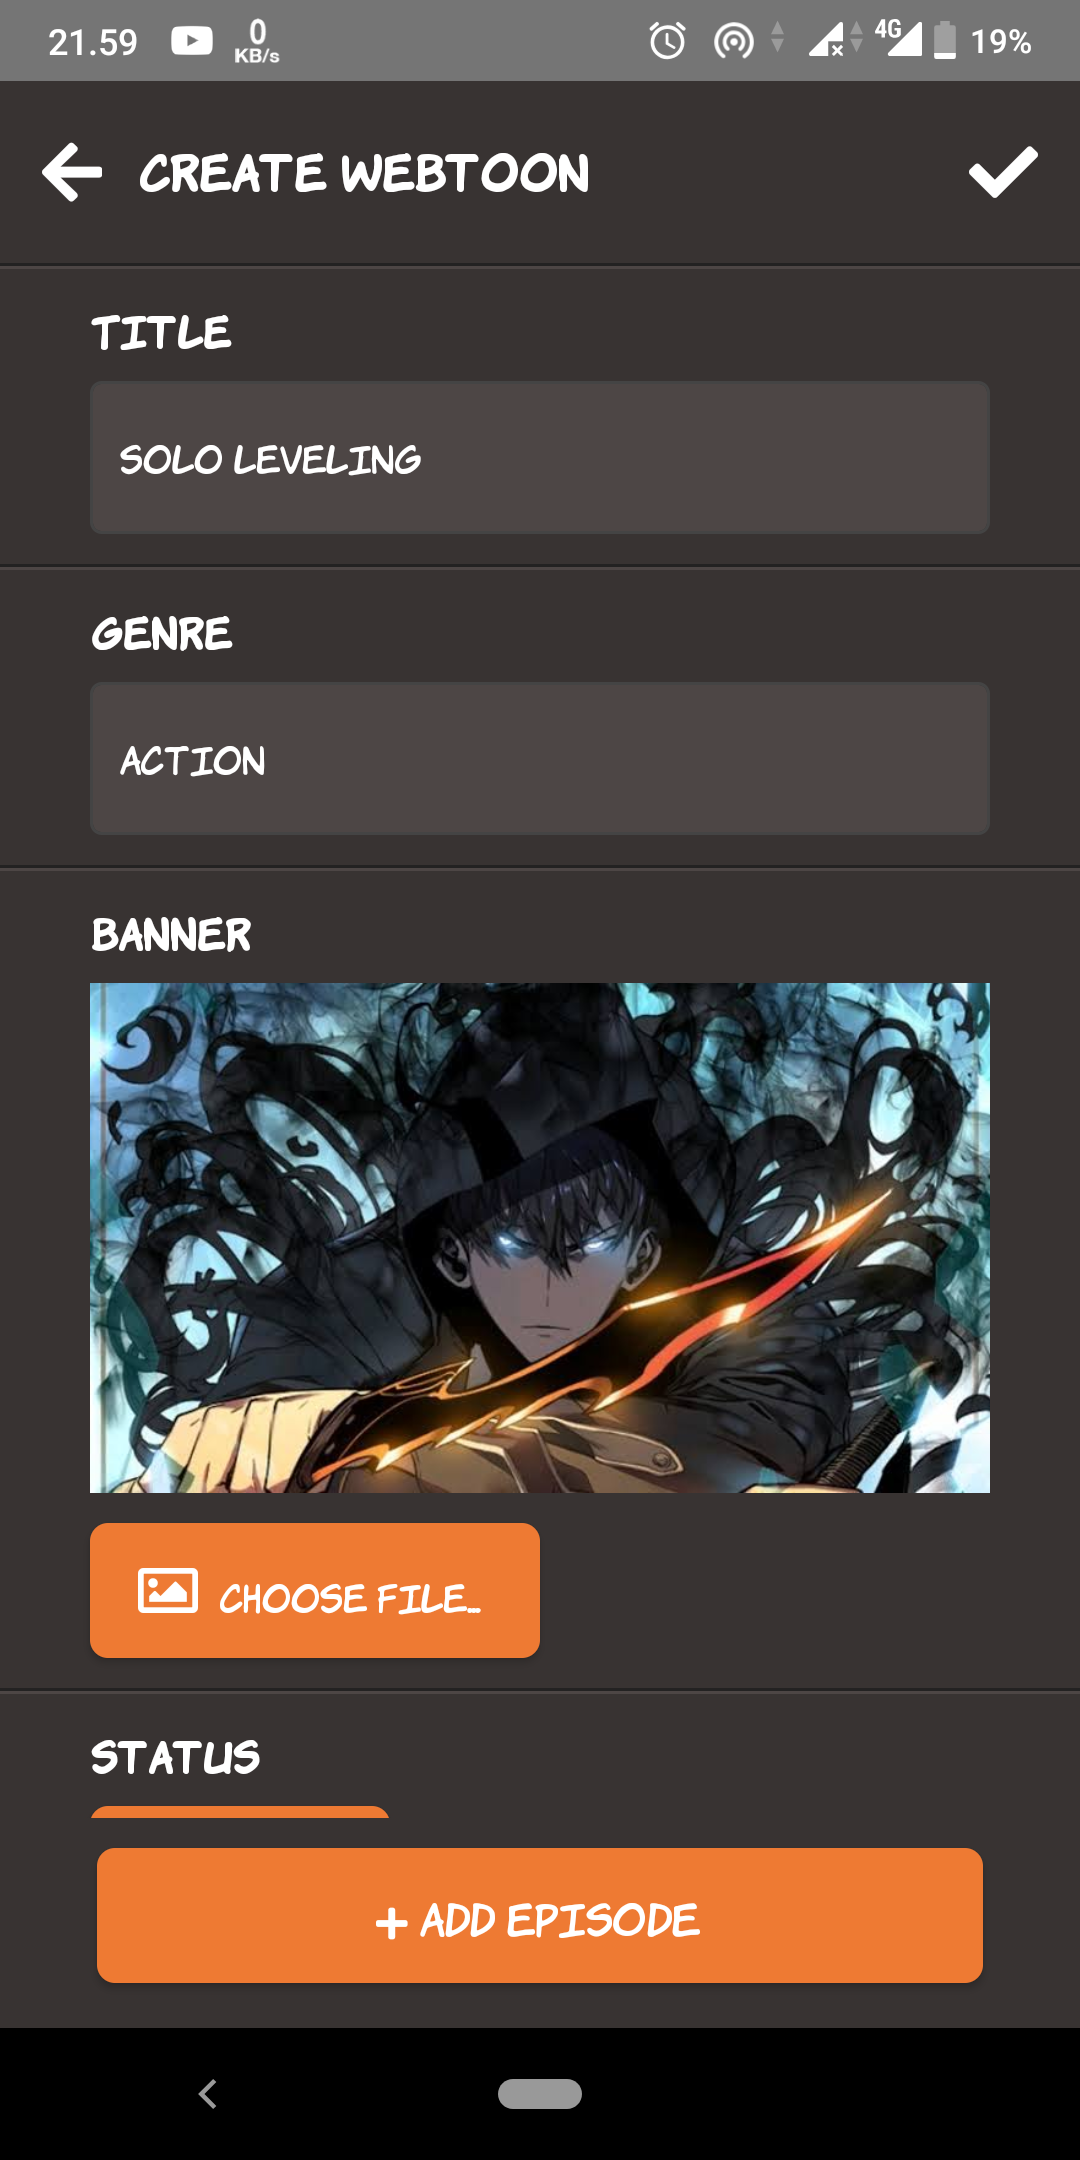 21.59
0
KB/s
4G
19%
CREATE WEBTOON
TITLE
SOLO LEVELING
GENRE
ACTION
BANNER
CHOOSE FILE...
STATUS
+ ADD EPISODE